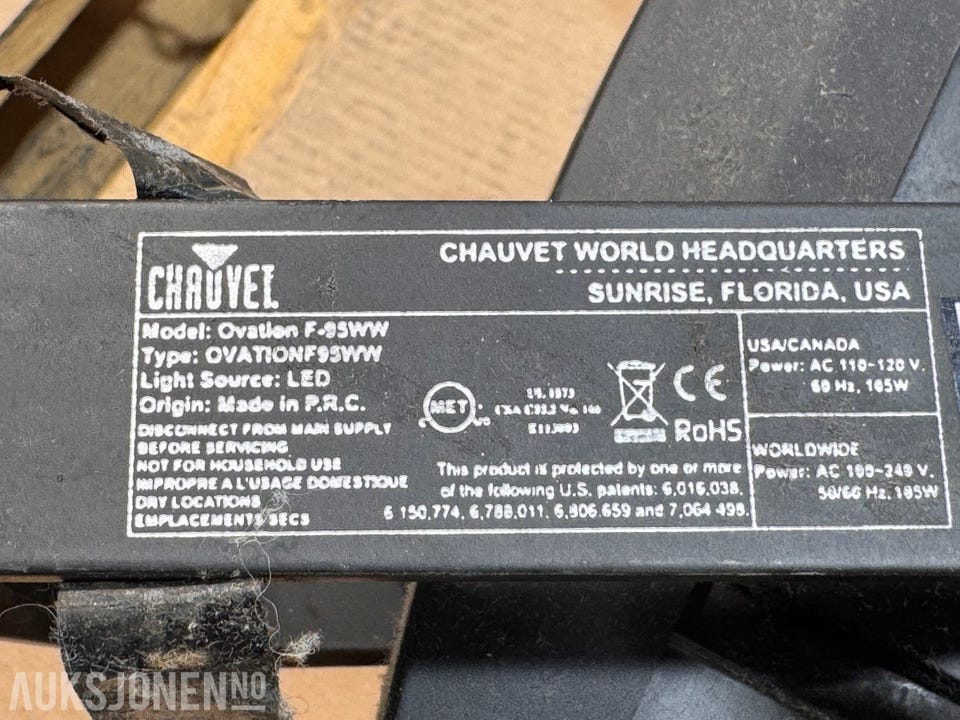 CHAUVET
CHAUVET WORLD HEADQUARTERS
SUNRISE, FLORIDA, USA
Model: Ovation F-95WW
Type: OVATIONF95WW
Light Source: LED
Origin: Made in P.R.C.
DISCONNECT FROM MAIN SUPPLY
BEFORE SERVICING
NOT FOR HOUSEHOLD USE
IMPROPRE A L'USAGE DOMESTIQUE
DRY LOCATIONS
EMPLACEMENTS SECS
MET
UL 1573
E113093
CE
RoHS
This product is protected by one or more
of the following U.S. patents: 6,016,038,
6,150,774, 6,788,011, 6,806,659 and 7,064,498.
USA/CANADA
Power: AC 110~120 V,
60 Hz, 105W
WORLDWIDE
Power: AC 100~240 V,
50/60 Hz, 105W
AUKSJONEN.NO